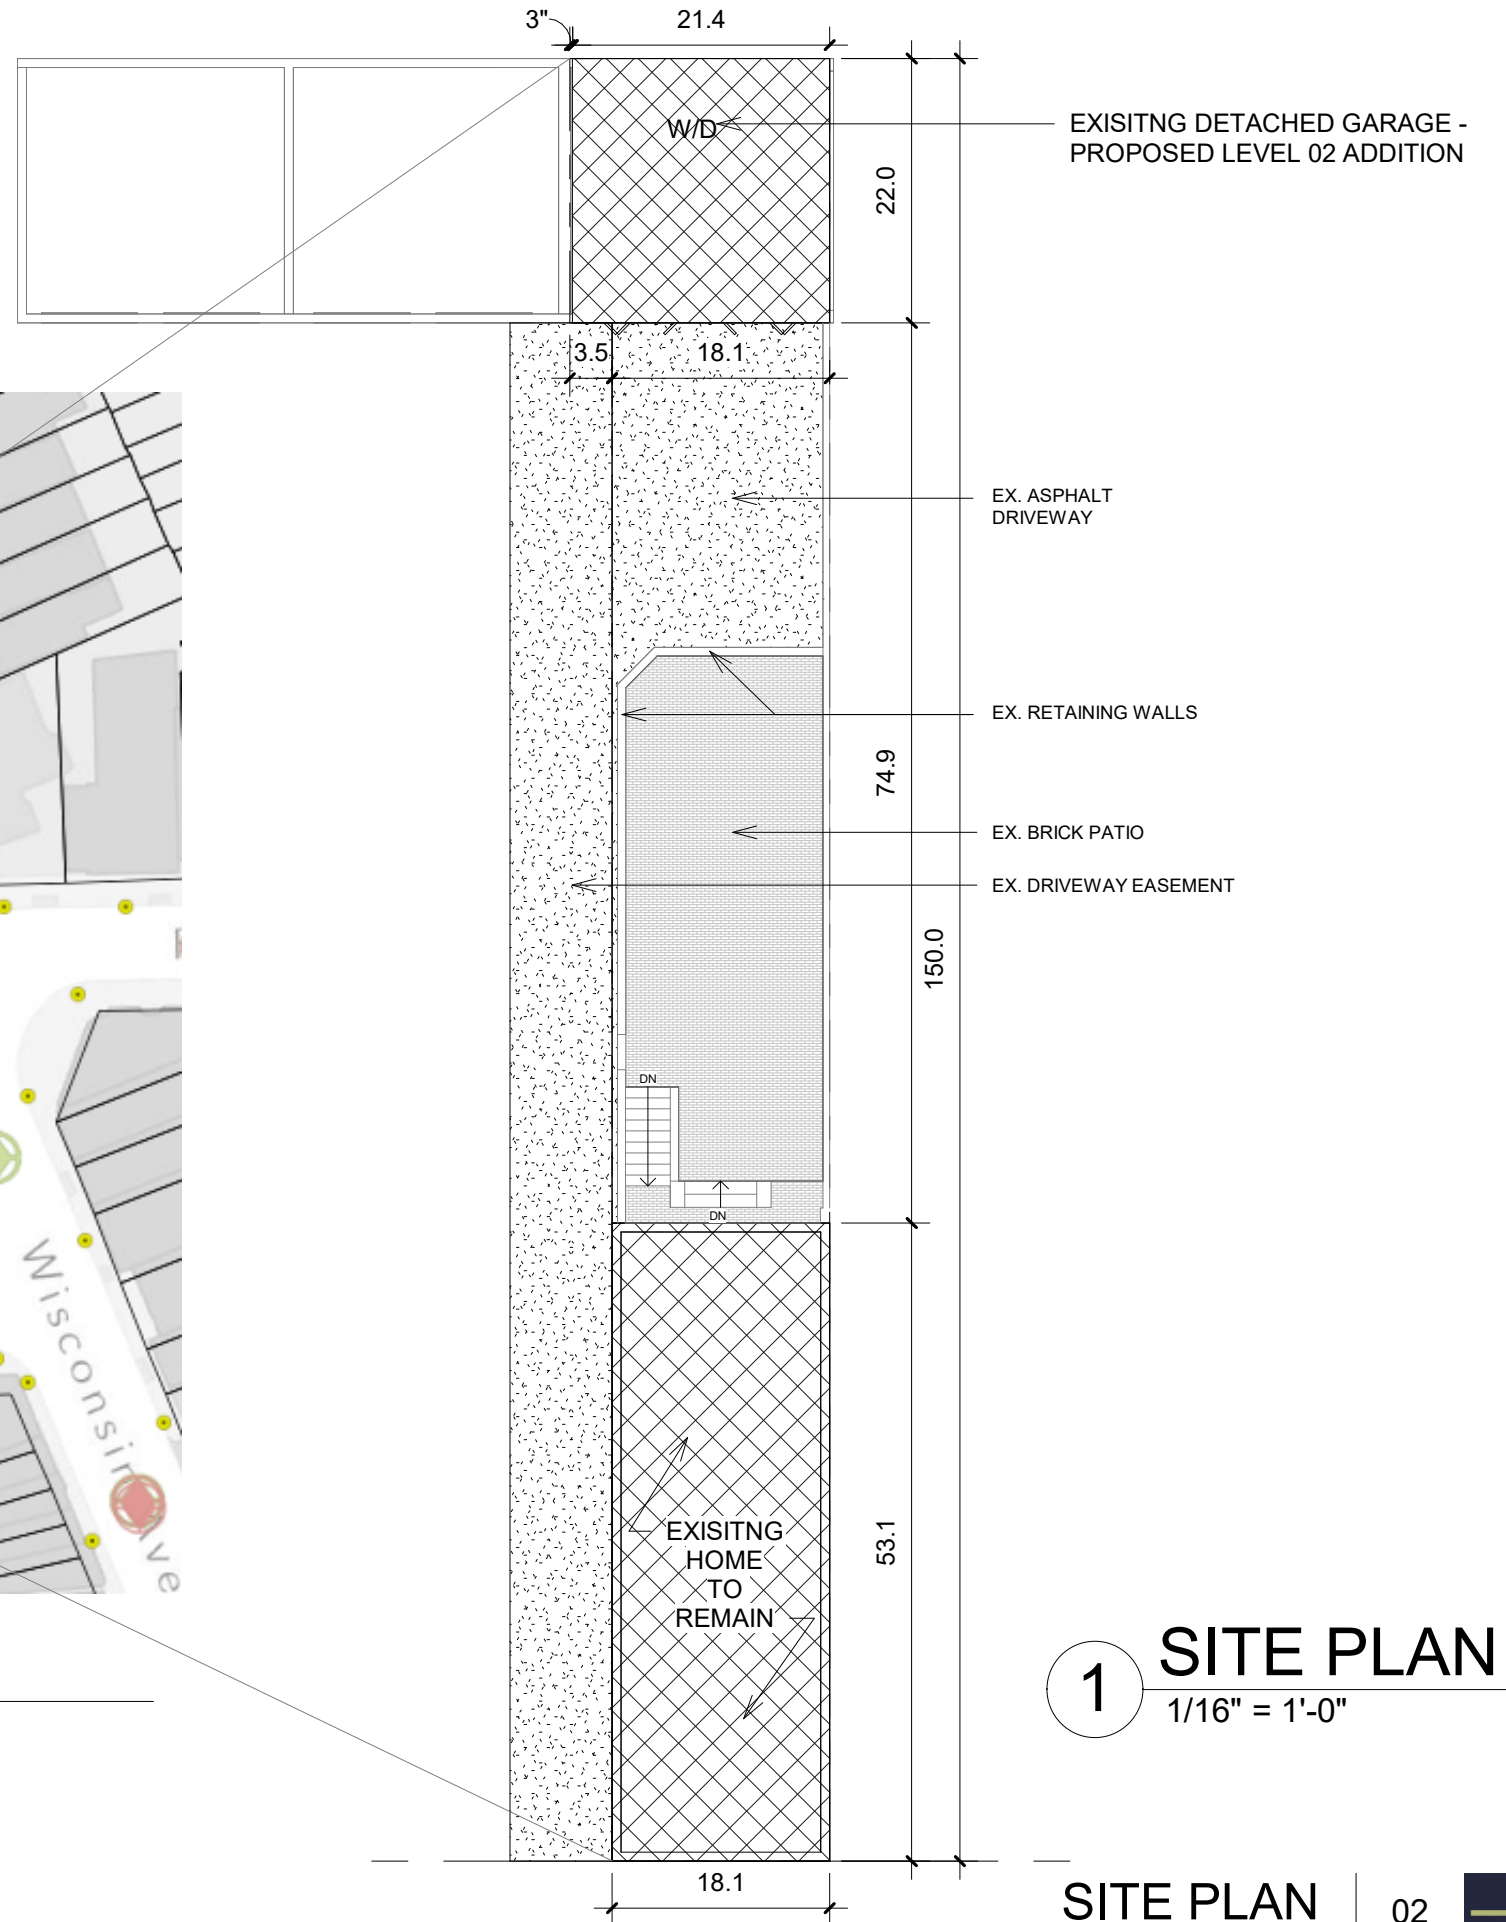 3"
21.4
W/D
EXISITNG DETACHED GARAGE -
PROPOSED LEVEL 02 ADDITION
22.0
3.5
18.1
EX. ASPHALT
DRIVEWAY
EX. RETAINING WALLS
74.9
EX. BRICK PATIO
EX. DRIVEWAY EASEMENT
150.0
DN
DN
Wisconsin Ave
EXISITNG
HOME
TO
REMAIN
53.1
1
SITE PLAN
1/16" = 1'-0"
18.1
SITE PLAN
02